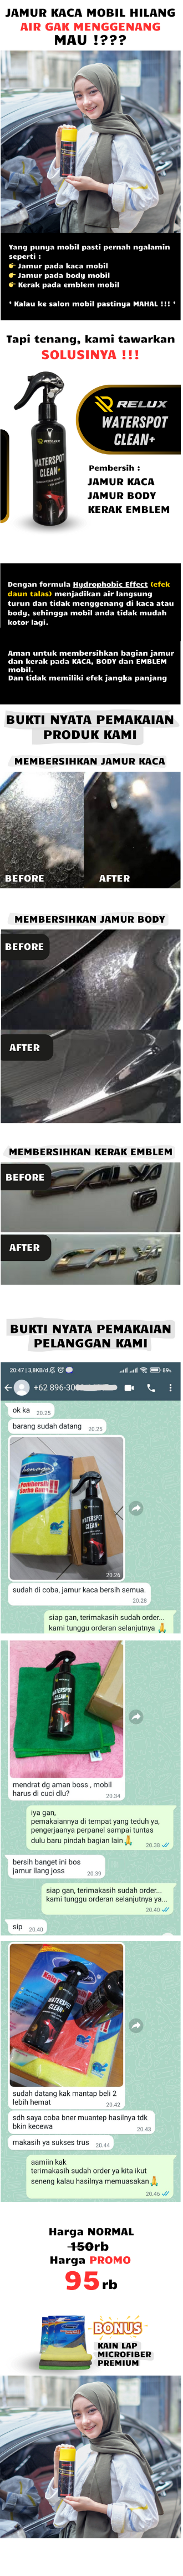 JAMUR KACA MOBIL HILANG
AIR GAK MENGGENANG
MAU !???
Yang punya mobil pasti pernah ngalamin
seperti :
👉 Jamur pada kaca mobil
👉 Jamur pada body mobil
👉 Kerak pada emblem mobil
* Kalau ke salon mobil pastinya MAHAL !!! *
Tapi tenang, kami tawarkan
SOLUSINYA !!!
RELUX
WATERSPOT
CLEAN+
RELUX
WATERSPOT
CLEAN+
Pembersih :
JAMUR KACA
JAMUR BODY
KERAK EMBLEM
Dengan formula Hydrophobic Effect (efek
daun talas) menjadikan air langsung
turun dan tidak menggenang di kaca atau
body, sehingga mobil anda tidak mudah
kotor lagi.
Aman untuk membersihkan bagian jamur
dan kerak pada KACA, BODY dan EMBLEM
mobil.
Dan tidak memiliki efek jangka panjang
BUKTI NYATA PEMAKAIAN
PRODUK KAMI
MEMBERSIHKAN JAMUR KACA
BEFORE
AFTER
MEMBERSIHKAN JAMUR BODY
BEFORE
AFTER
MEMBERSIHKAN KERAK EMBLEM
BEFORE
AFTER
BUKTI NYATA PEMAKAIAN
PELANGGAN KAMI
20:47 | 3,8KB/d
89%
+62 896-30
ok ka 20.25
barang sudah datang 20.25
WATERSPOT
CLEAN+
20.26
sudah di coba, jamur kaca bersih semua.
20.28
siap gan, terimakasih sudah order...
kami tunggu orderan selanjutnya 🙏
WATERSPOT
CLEAN+
mendrat dg aman boss , mobil
harus di cuci dlu?
20.34
iya gan,
pemakaiannya di tempat yang teduh ya,
pengerjaanya perpanel sampai tuntas
dulu baru pindah bagian lain🙏
20.38
bersih banget ini bos
jamur ilang joss
20.39
siap gan, terimakasih sudah order...
kami tunggu orderan selanjutnya ya...
20.40
sip 20.40
WATERSPOT
CLEAN+
sudah datang kak mantap beli 2
lebih hemat
20.42
sdh saya coba bner muantep hasilnya tdk
bkin kecewa
20.43
makasih ya sukses trus 20.44
aamiin kak
terimakasih sudah order ya kita ikut
seneng kalau hasilnya memuasakan🙏
20.46
Harga NORMAL
150rb
Harga PROMO
95rb
BONUS
KAIN LAP
MICROFIBER
PREMIUM